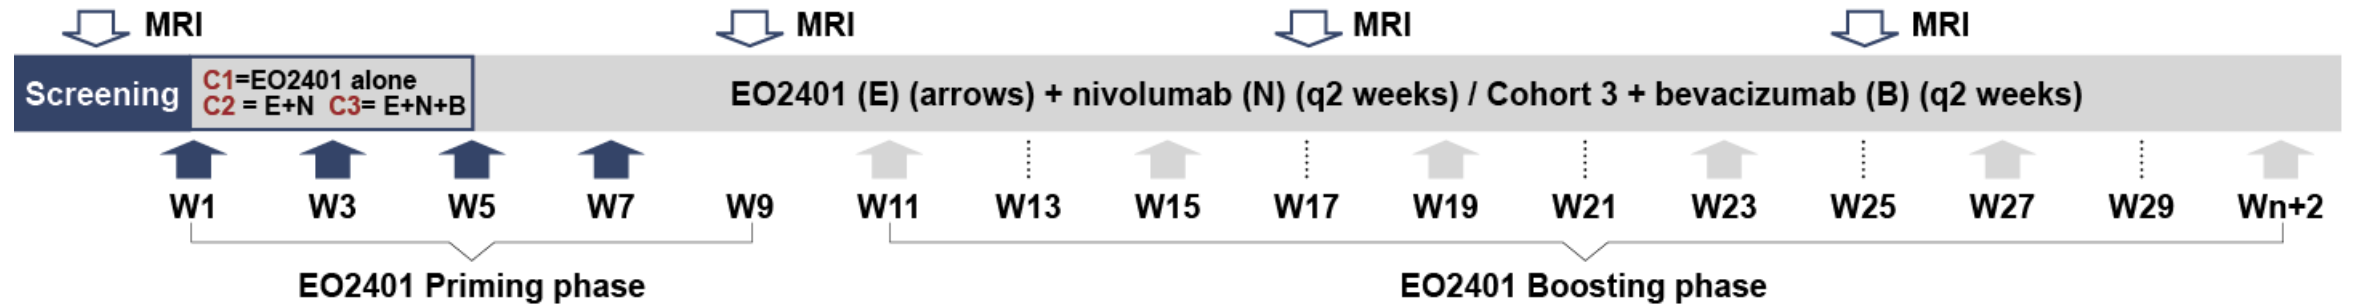 MRI MRI MRI MRI
Screening
C1=EO2401 alone
C2 = E+N C3= E+N+B
EO2401 (E) (arrows) + nivolumab (N) (q2 weeks) / Cohort 3 + bevacizumab (B) (q2 weeks)
W1 W3 W5 W7 W9 W11 W13 W15 W17 W19 W21 W23 W25 W27 W29 Wn+2
EO2401 Priming phase
EO2401 Boosting phase